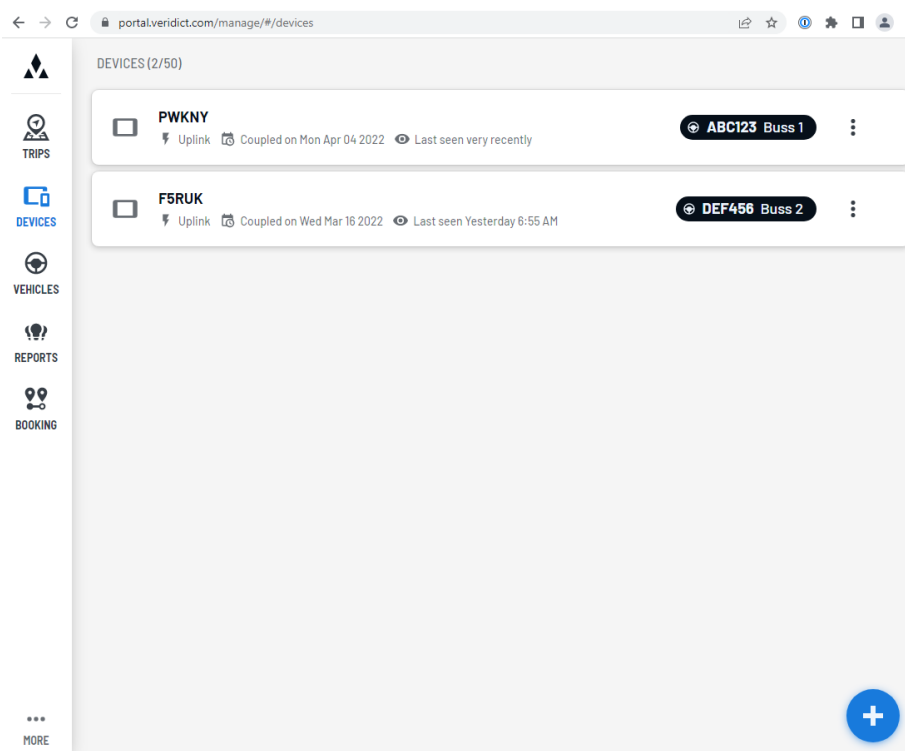 portal.veridict.com/manage/#/devices
DEVICES (2/50)
PWKNY
Uplink Coupled on Mon Apr 04 2022 Last seen very recently
ABC123 Buss 1
F5RUK
Uplink Coupled on Wed Mar 16 2022 Last seen Yesterday 6:55 AM
DEF456 Buss 2
TRIPS
DEVICES
VEHICLES
REPORTS
BOOKING
MORE